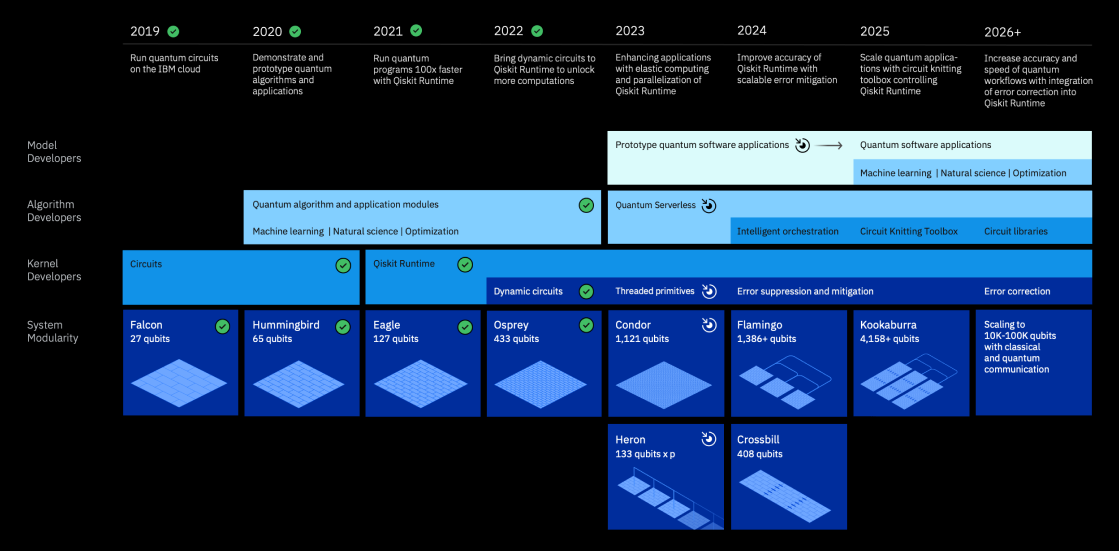 2019
2020
2021
2022
2023
2024
2025
2026+
Run quantum circuits
on the IBM cloud
Demonstrate and
prototype quantum
algorithms and
applications
Run quantum
programs 100x faster
with Qiskit Runtime
Bring dynamic circuits to
Qiskit Runtime to unlock
more computations
Enhancing applications
with elastic computing
and parallelization of
Qiskit Runtime
Improve accuracy of
Qiskit Runtime with
scalable error mitigation
Scale quantum applica-
tions with circuit knitting
toolbox controlling
Qiskit Runtime
Increase accuracy and
speed of quantum
workflows with integration
of error correction into
Qiskit Runtime
Model
Developers
Prototype quantum software applications
Quantum software applications
Machine learning | Natural science | Optimization
Algorithm
Developers
Quantum algorithm and application modules
Machine learning | Natural science | Optimization
Quantum Serverless
Intelligent orchestration
Circuit Knitting Toolbox
Circuit libraries
Kernel
Developers
Circuits
Qiskit Runtime
Dynamic circuits
Threaded primitives
Error suppression and mitigation
Error correction
System
Modularity
Falcon
27 qubits
Hummingbird
65 qubits
Eagle
127 qubits
Osprey
433 qubits
Condor
1,121 qubits
Flamingo
1,386+ qubits
Kookaburra
4,158+ qubits
Scaling to
10K-100K qubits
with classical
and quantum
communication
Heron
133 qubits x p
Crossbill
408 qubits